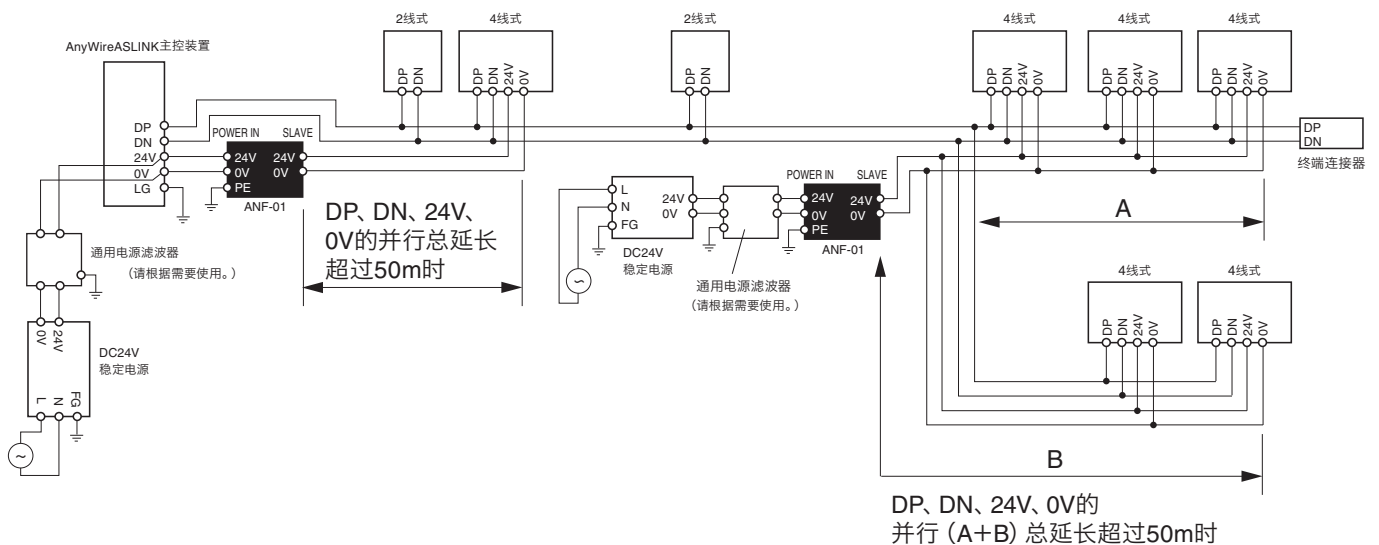 AnyWireASLINK主控装置
DP
DN
24V
0V
LG
POWER IN SLAVE
24V 24V
0V 0V
PE
ANF-01
通用电源滤波器
（请根据需要使用。）
0V 24V
DC24V
稳定电源
L N FG
~
DP、DN、24V、
0V的并行总延长
超过50m时
2线式
DP DN
4线式
DP DN 24V 0V
2线式
DP DN
4线式
DP DN 24V 0V
4线式
DP DN 24V 0V
4线式
DP DN 24V 0V
DP
DN
终端连接器
L
N
FG
24V
0V
DC24V
稳定电源
~
通用电源滤波器
（请根据需要使用。）
POWER IN SLAVE
24V 24V
0V 0V
PE
ANF-01
A
4线式
DP DN 24V 0V
4线式
DP DN 24V 0V
B
DP、DN、24V、0V的
并行（A+B）总延长超过50m时